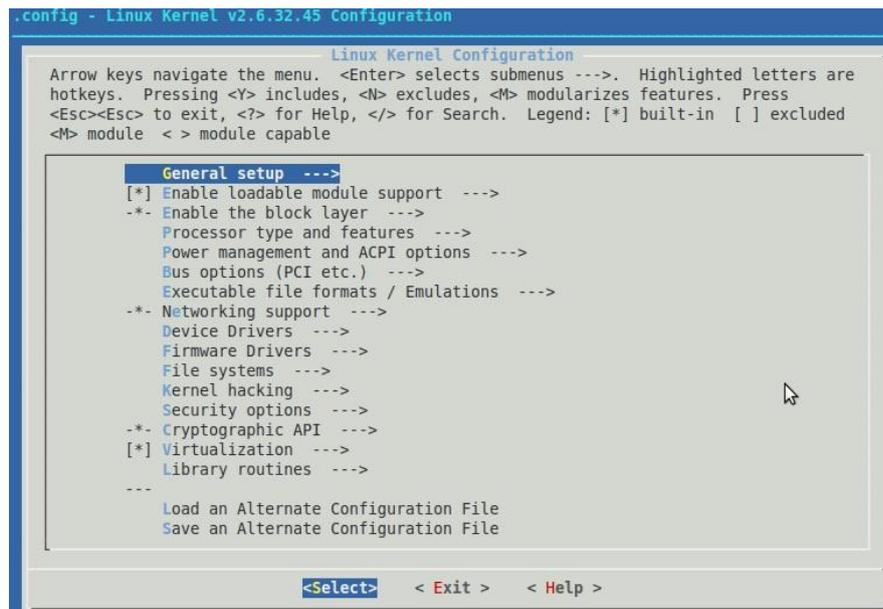 .config - Linux Kernel v2.6.32.45 Configuration
Linux Kernel Configuration
Arrow keys navigate the menu.  <Enter> selects submenus --->.  Highlighted letters are
hotkeys.  Pressing <Y> includes, <N> excludes, <M> modularizes features.  Press
<Esc><Esc> to exit, <?> for Help, </> for Search.  Legend: [*] built-in  [ ] excluded
<M> module  < > module capable
General setup  --->
[*] Enable loadable module support  --->
-*- Enable the block layer  --->
Processor type and features  --->
Power management and ACPI options  --->
Bus options (PCI etc.)  --->
Executable file formats / Emulations  --->
-*- Networking support  --->
Device Drivers  --->
Firmware Drivers  --->
File systems  --->
Kernel hacking  --->
Security options  --->
-*- Cryptographic API  --->
[*] Virtualization  --->
Library routines  --->
---
Load an Alternate Configuration File
Save an Alternate Configuration File
<Select>    < Exit >    < Help >